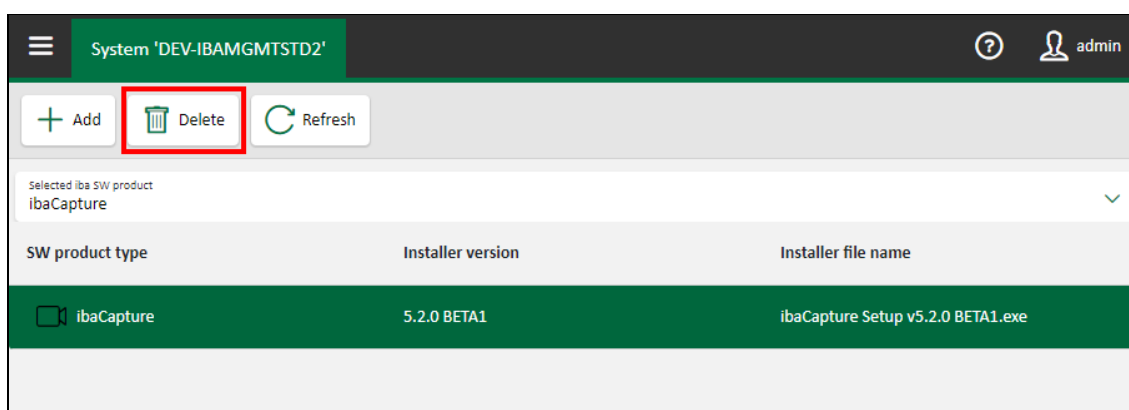 System 'DEV-IBAMGMTSTD2' admin
Add Delete Refresh
Selected iba SW product
ibaCapture
SW product type Installer version Installer file name
ibaCapture 5.2.0 BETA1 ibaCapture Setup v5.2.0 BETA1.exe